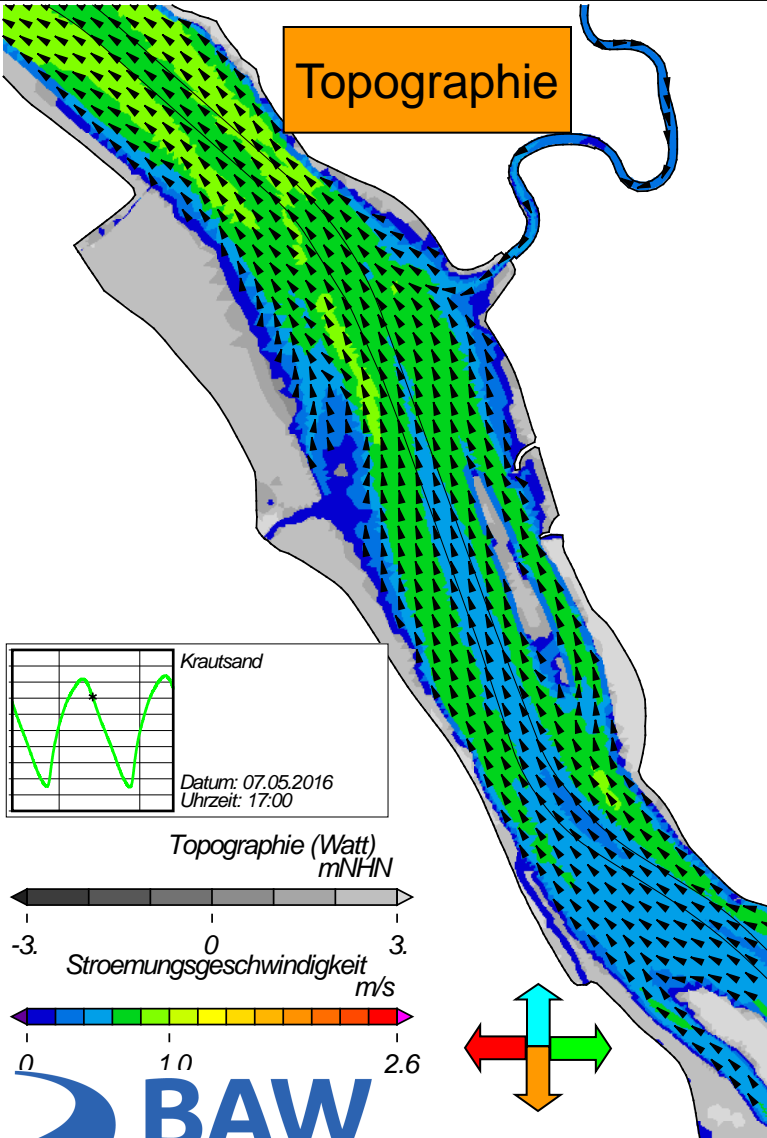 Topographie
Krautsand
Datum: 07.05.2016
Uhrzeit: 17:00
Topographie (Watt)
mNHN
-3. 0 3.
Stroemungsgeschwindigkeit
m/s
0 1.0 2.6
BAW